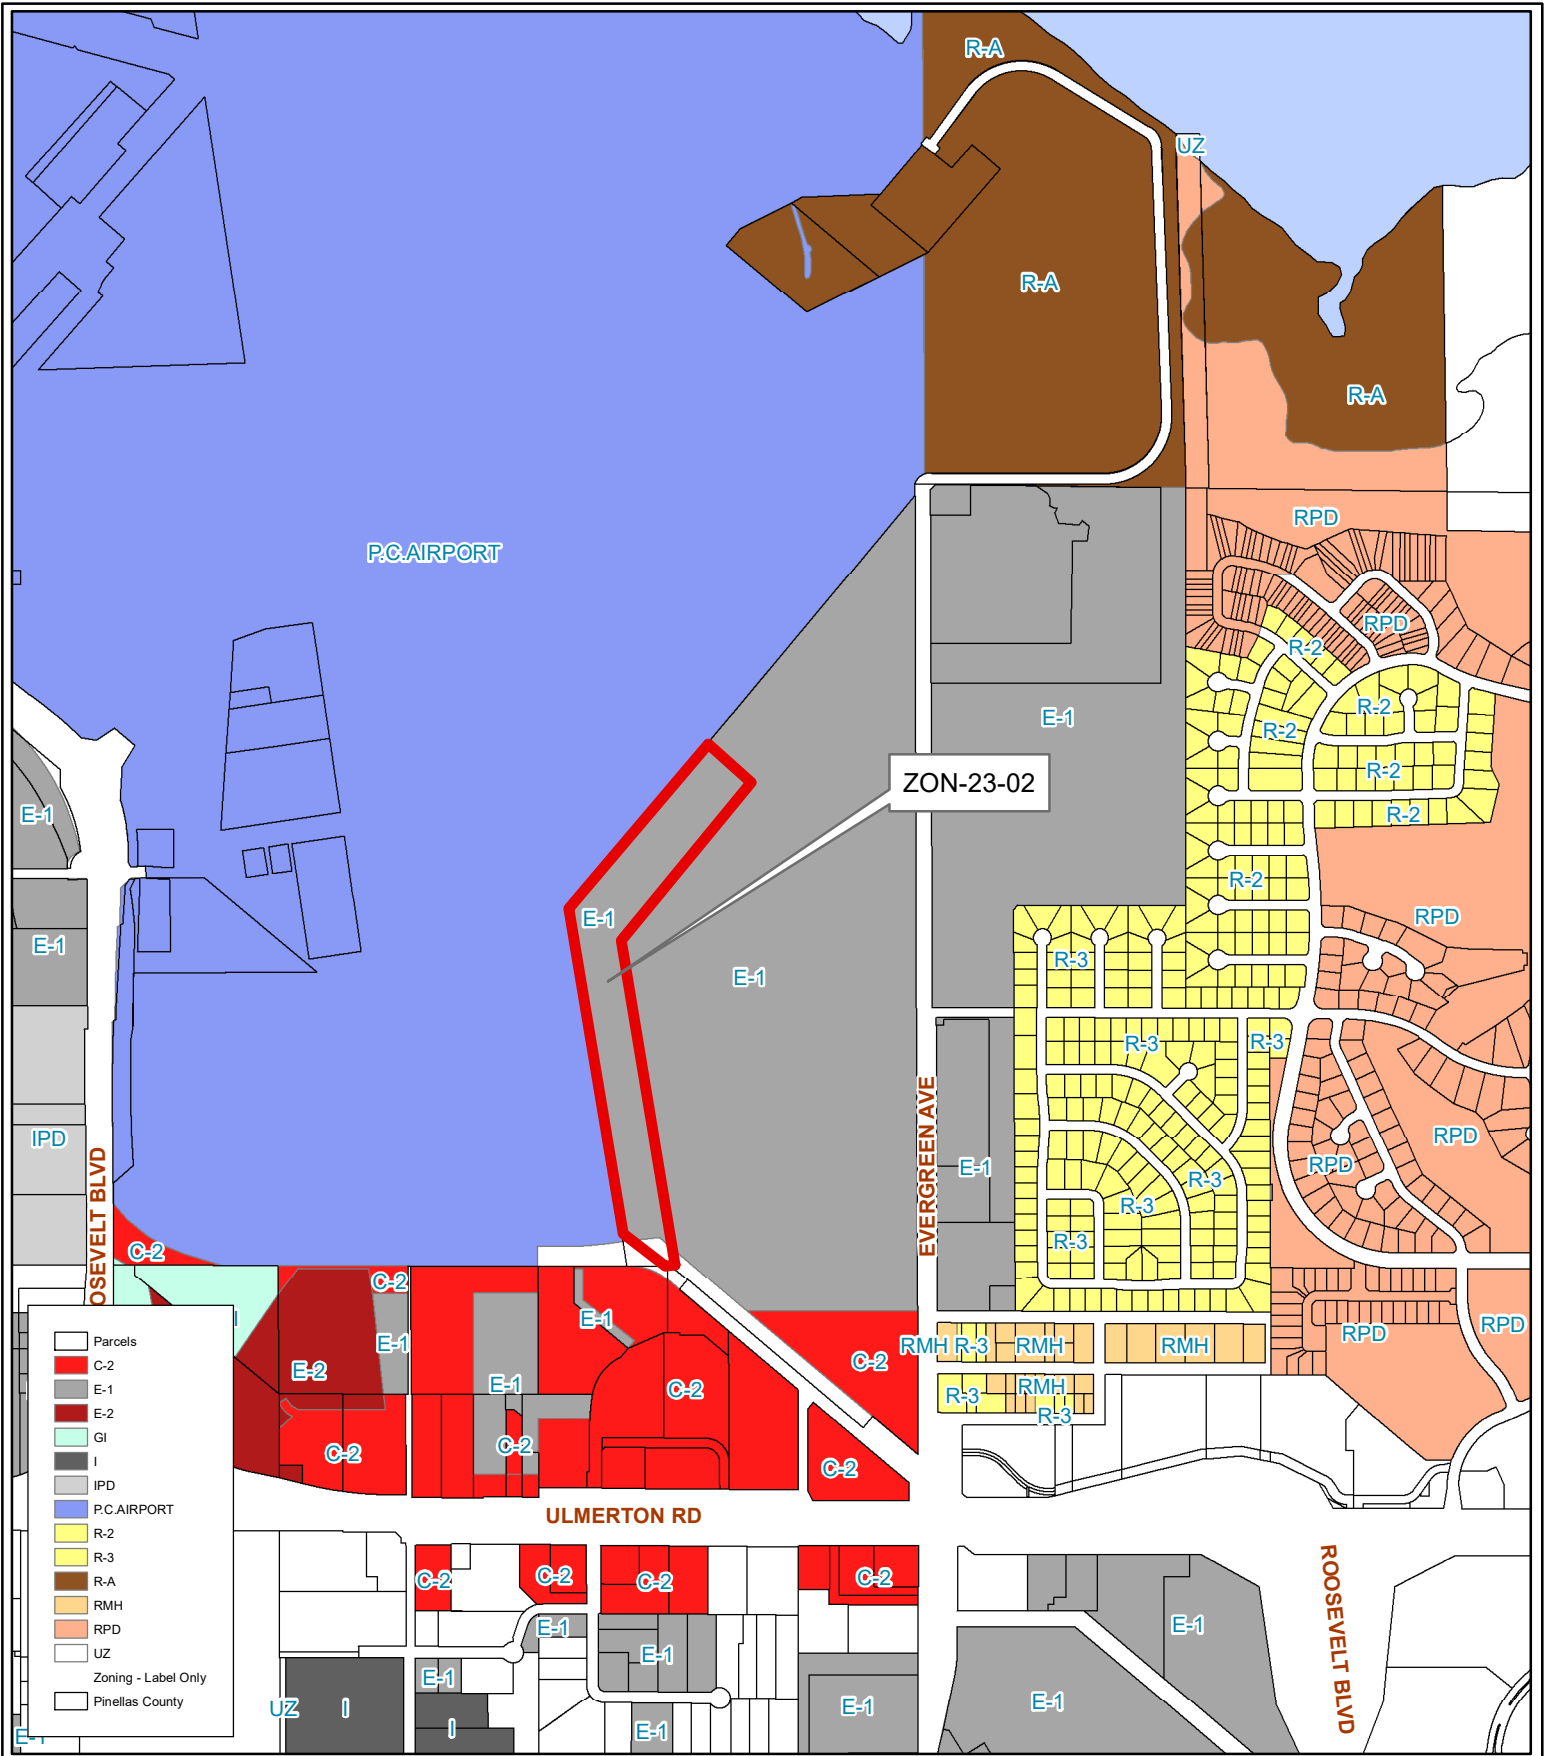 R-A
UZ
R-A
R-A
RPD
P.C.AIRPORT
RPD
R-2
R-2
E-1
R-2
R-2
ZON-23-02
E-1
R-2
R-2
E-1
RPD
E-1
R-3
E-1
R-3
R-3
IPD
RPD
E-1
RPD
R-3
R-3
EVERGREEN AVE
R-3
OSEVELT BLVD
C-2
C-2
E-1
RMH
R-3
RMH
RMH
RPD
RPD
E-1
C-2
E-2
E-1
C-2
RMH
R-3
R-3
C-2
C-2
C-2
ULMERTON RD
C-2
C-2
C-2
C-2
ROOSEVELT BLVD
E-1
E-1
E-1
E-1
E-1
E-1
UZ
I
I
E-1
E-1
Parcels
C-2
E-1
E-2
GI
I
IPD
P.C.AIRPORT
R-2
R-3
R-A
RMH
RPD
UZ
Zoning - Label Only
Pinellas County